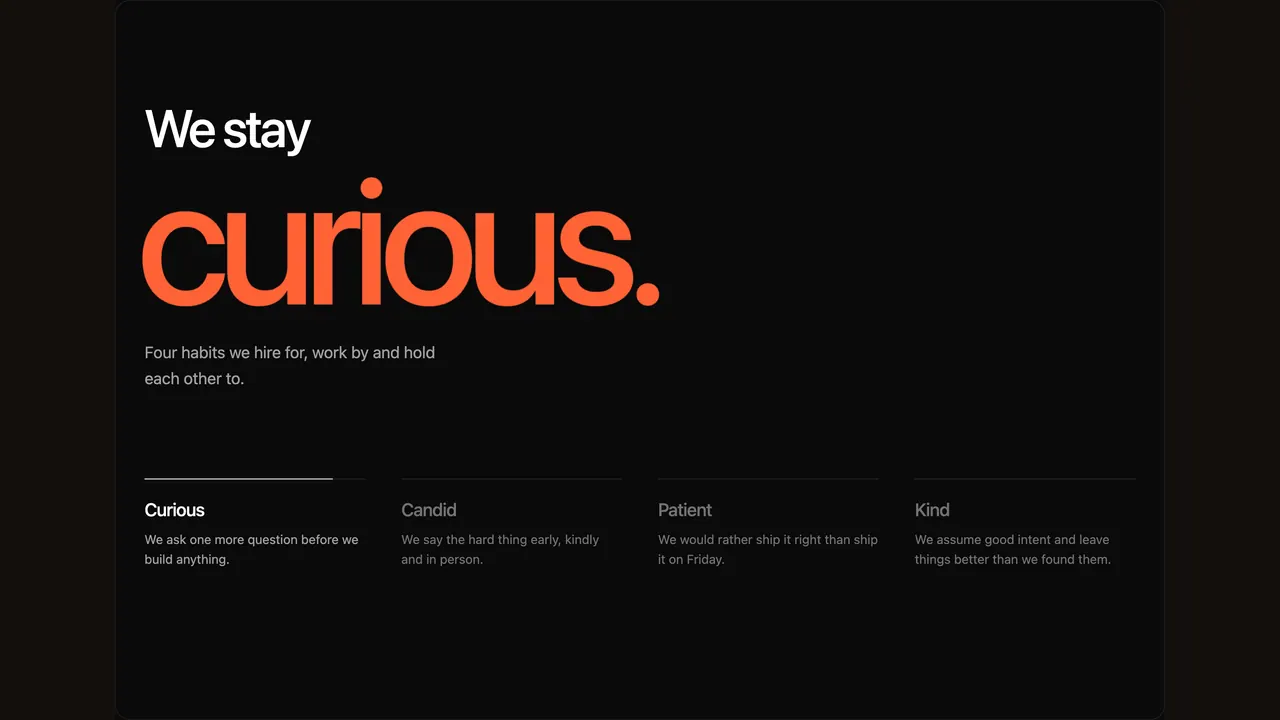 We stay
curious.
Four habits we hire for, work by and hold
each other to.
Curious
We ask one more question before we
build anything.
Candid
We say the hard thing early, kindly
and in person.
Patient
We would rather ship it right than ship
it on Friday.
Kind
We assume good intent and leave
things better than we found them.